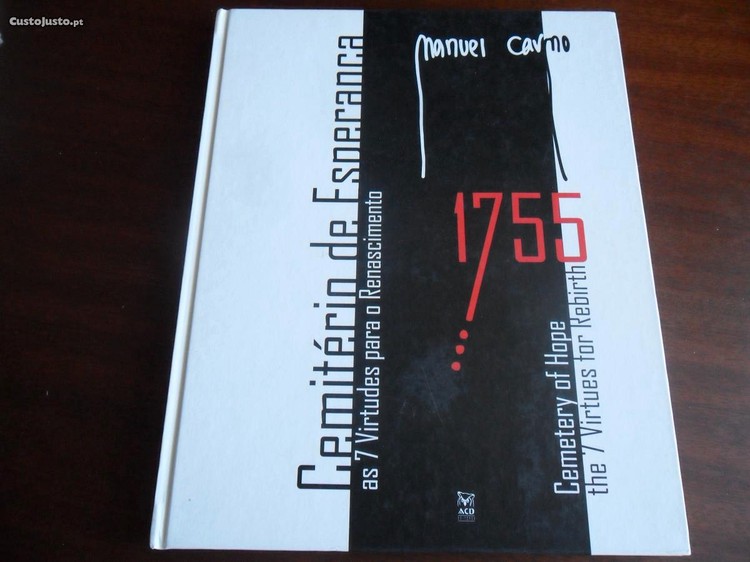 CustoJusto.pt
manuel carmo
Cemitério de Esperança
as 7 Virtudes para o Renascimento
1755
...
Cemetery of Hope
the 7 Virtues for Rebirth
ACD